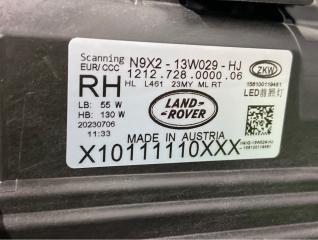 Scanning N9X2 - 13W029 - HJ
EUR/CCC 1212.728.0000.06
RH HL L461 23MY ML RT
LB: 55 W
HB: 130 W
20230706
11:33
LAND-
ROVER
MADE IN AUSTRIA
X10111110XXX
ZKW
LED前照灯